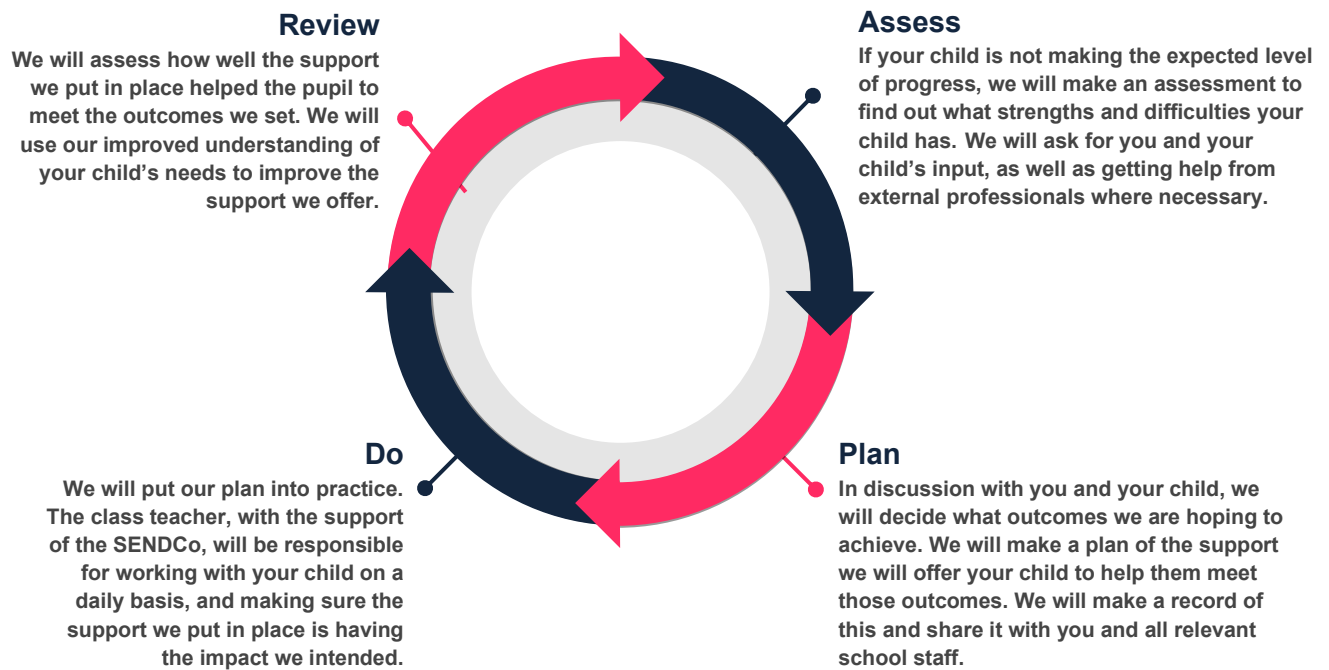 Review
We will assess how well the support
we put in place helped the pupil to
meet the outcomes we set. We will
use our improved understanding of
your child’s needs to improve the
support we offer.
Assess
If your child is not making the expected level
of progress, we will make an assessment to
find out what strengths and difficulties your
child has. We will ask for you and your
child’s input, as well as getting help from
external professionals where necessary.
Do
We will put our plan into practice.
The class teacher, with the support
of the SENDCo, will be responsible
for working with your child on a
daily basis, and making sure the
support we put in place is having
the impact we intended.
Plan
In discussion with you and your child, we
will decide what outcomes we are hoping to
achieve. We will make a plan of the support
we will offer your child to help them meet
those outcomes. We will make a record of
this and share it with you and all relevant
school staff.